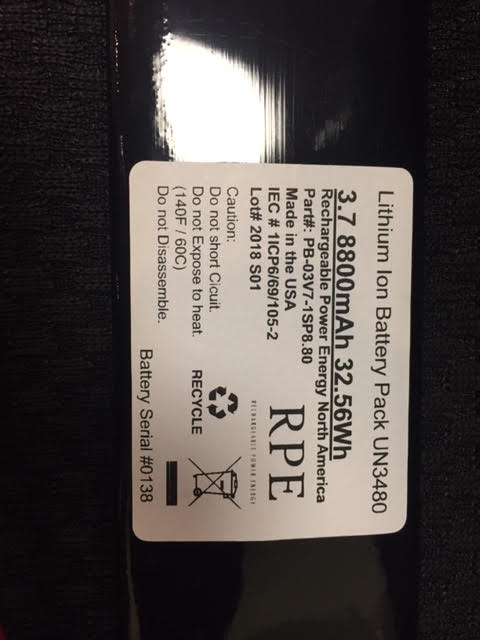 Lithium Ion Battery Pack UN3480
3.7 8800mAh 32.56Wh
Rechargeable Power Energy North America
Part#: PB-03V7-1SP8.80
Made in the USA
IEC # 1ICP6/69/105-2
Lot# 2018 S01
RPE
RECHARGEABLE POWER ENERGY
Caution:
Do not short Cicuit.
Do not Expose to heat.
(140F / 60C)
Do not Disassemble.
RECYCLE
Battery Serial #0138